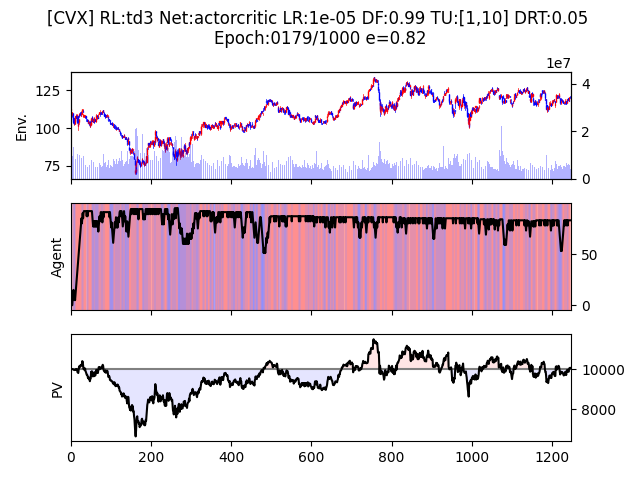 [CVX] RL:td3 Net:actorcritic LR:1e-05 DF:0.99 TU:[1,10] DRT:0.05
Epoch:0179/1000 e=0.82
1e7
Env.
125
100
75
4
2
0
Agent
50
0
PV
10000
8000
0
200
400
600
800
1000
1200